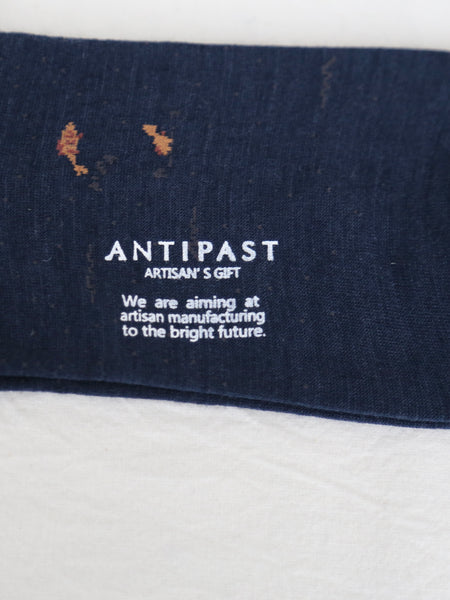 ANTIPAST
ARTISAN' S GIFT
We are aiming at
artisan manufacturing
to the bright future.